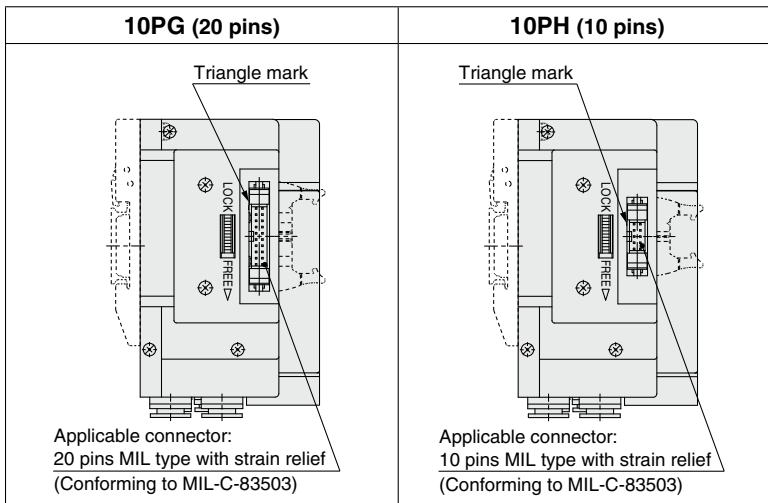 10PG (20 pins)
Triangle mark
LOCK
FREE
Applicable connector:
20 pins MIL type with strain relief
(Conforming to MIL-C-83503)
10PH (10 pins)
Triangle mark
LOCK
FREE
Applicable connector:
10 pins MIL type with strain relief
(Conforming to MIL-C-83503)